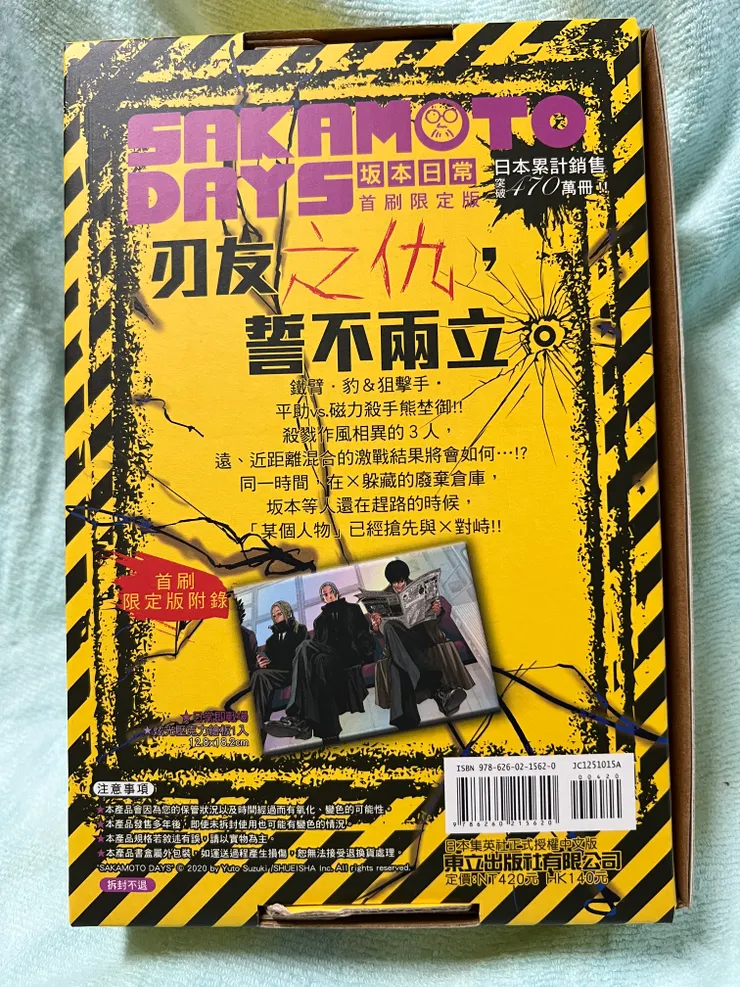 SAKAMOTO
DAYS 坂本日常
首刷限定版
日本累計銷售
突破470萬冊!!
刃友之仇，
誓不兩立。
鐵臂．豹&狙擊手．
平助vs.磁力殺手熊埜御!!
殺戮作風相異的3人，
遠、近距離混合的激戰結果將會如何…!?
同一時間，在×躲藏的廢棄倉庫，
坂本等人還在趕路的時候，
「某個人物」已經搶先與×對峙!!
首刷
限定版附錄
12.8x18.2cm
ISBN 978-626-02-1562-0
JC1251015A
00420
9 786260 215620
注意事項
★本產品會因為您的保管狀況以及時間經過而有氧化、變色的可能性。
★本產品發售多年後，即使未拆封使用也可能有變色的情況。
★本產品規格若敘述有誤，請以實物為主。
★本產品書盒屬外包裝，如運送過程產生損傷，恕無法接受退換貨處理。
"SAKAMOTO DAYS" © 2020 by Yuto Suzuki /SHUEISHA Inc. All rights reserved.
拆封不退
日本集英社正式授權中文版
東立出版社有限公司
定價:NT420元 HK140元